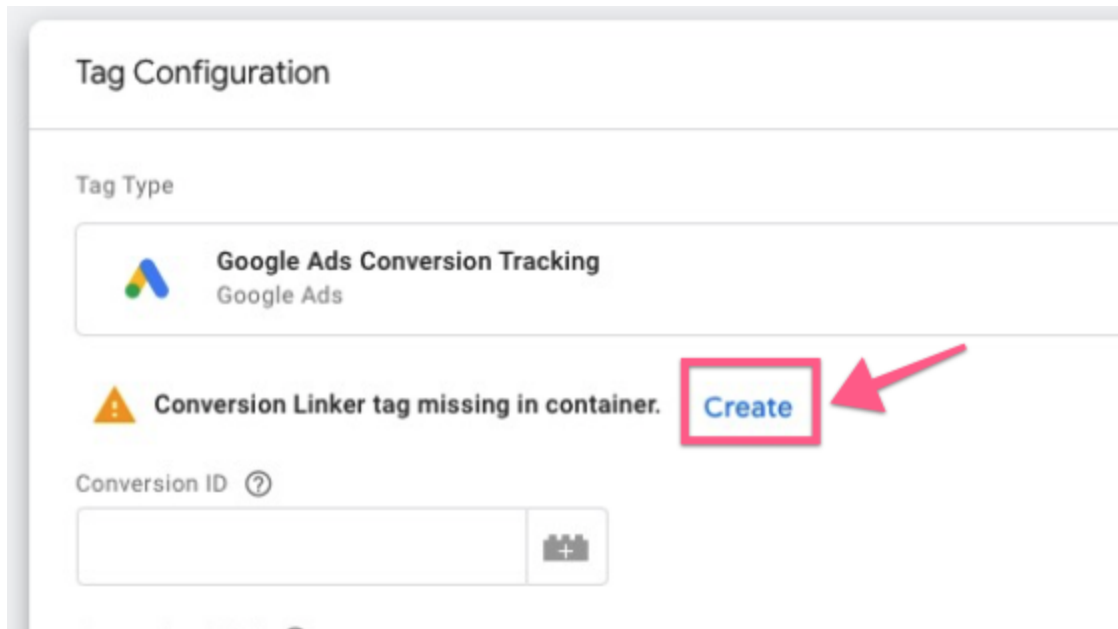 Tag Configuration
Tag Type
Google Ads Conversion Tracking
Google Ads
Conversion Linker tag missing in container. Create
Conversion ID